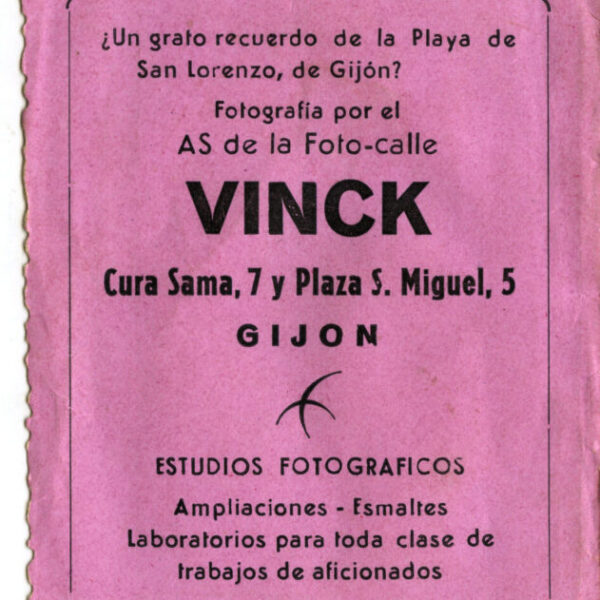 ¿Un grato recuerdo de la Playa de
San Lorenzo, de Gijón?
Fotografía por el
AS de la Foto-calle
VINCK
Cura Sama, 7 y Plaza S. Miguel, 5
GIJON
ESTUDIOS FOTOGRAFICOS
Ampliaciones - Esmaltes
Laboratorios para toda clase de
trabajos de aficionados